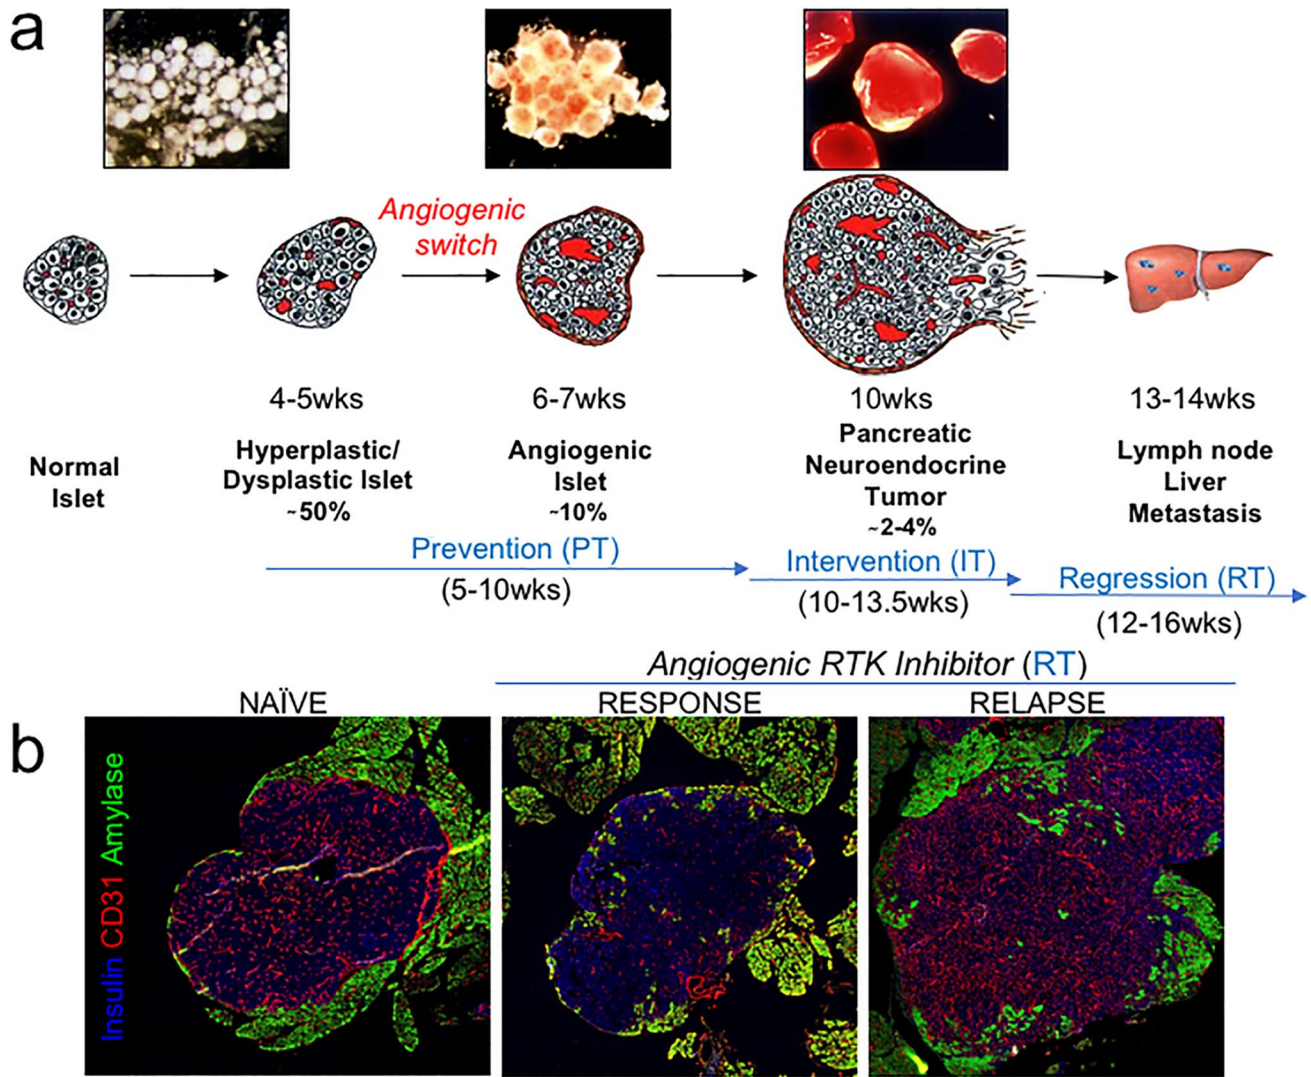 a
Angiogenic
switch
4-5wks
6-7wks
10wks
13-14wks
Normal
Islet
Hyperplastic/
Dysplastic Islet
~50%
Angiogenic
Islet
~10%
Pancreatic
Neuroendocrine
Tumor
~2-4%
Lymph node
Liver
Metastasis
Prevention (PT)
(5-10wks)
Intervention (IT)
(10-13.5wks)
Regression (RT)
(12-16wks)
Angiogenic RTK Inhibitor (RT)
NAÏVE
RESPONSE
RELAPSE
b
Insulin CD31 Amylase